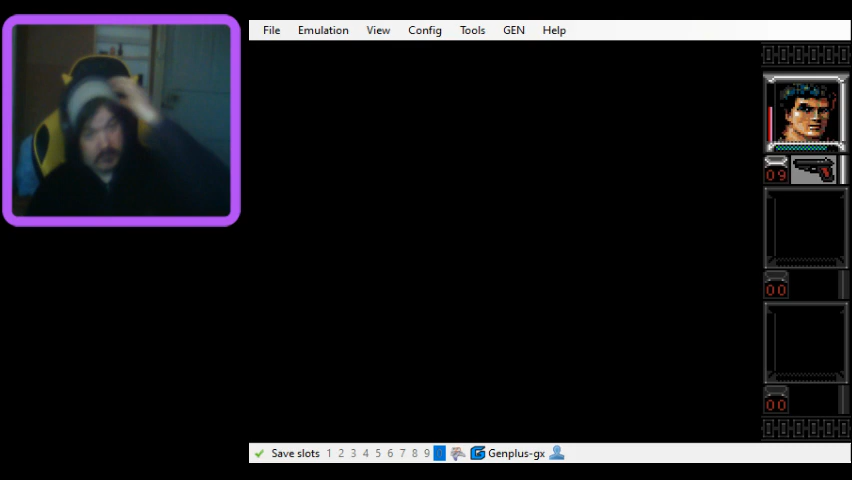 File Emulation View Config Tools GEN Help
09
00
00
Save slots 1 2 3 4 5 6 7 8 9 0 Genplus-gx